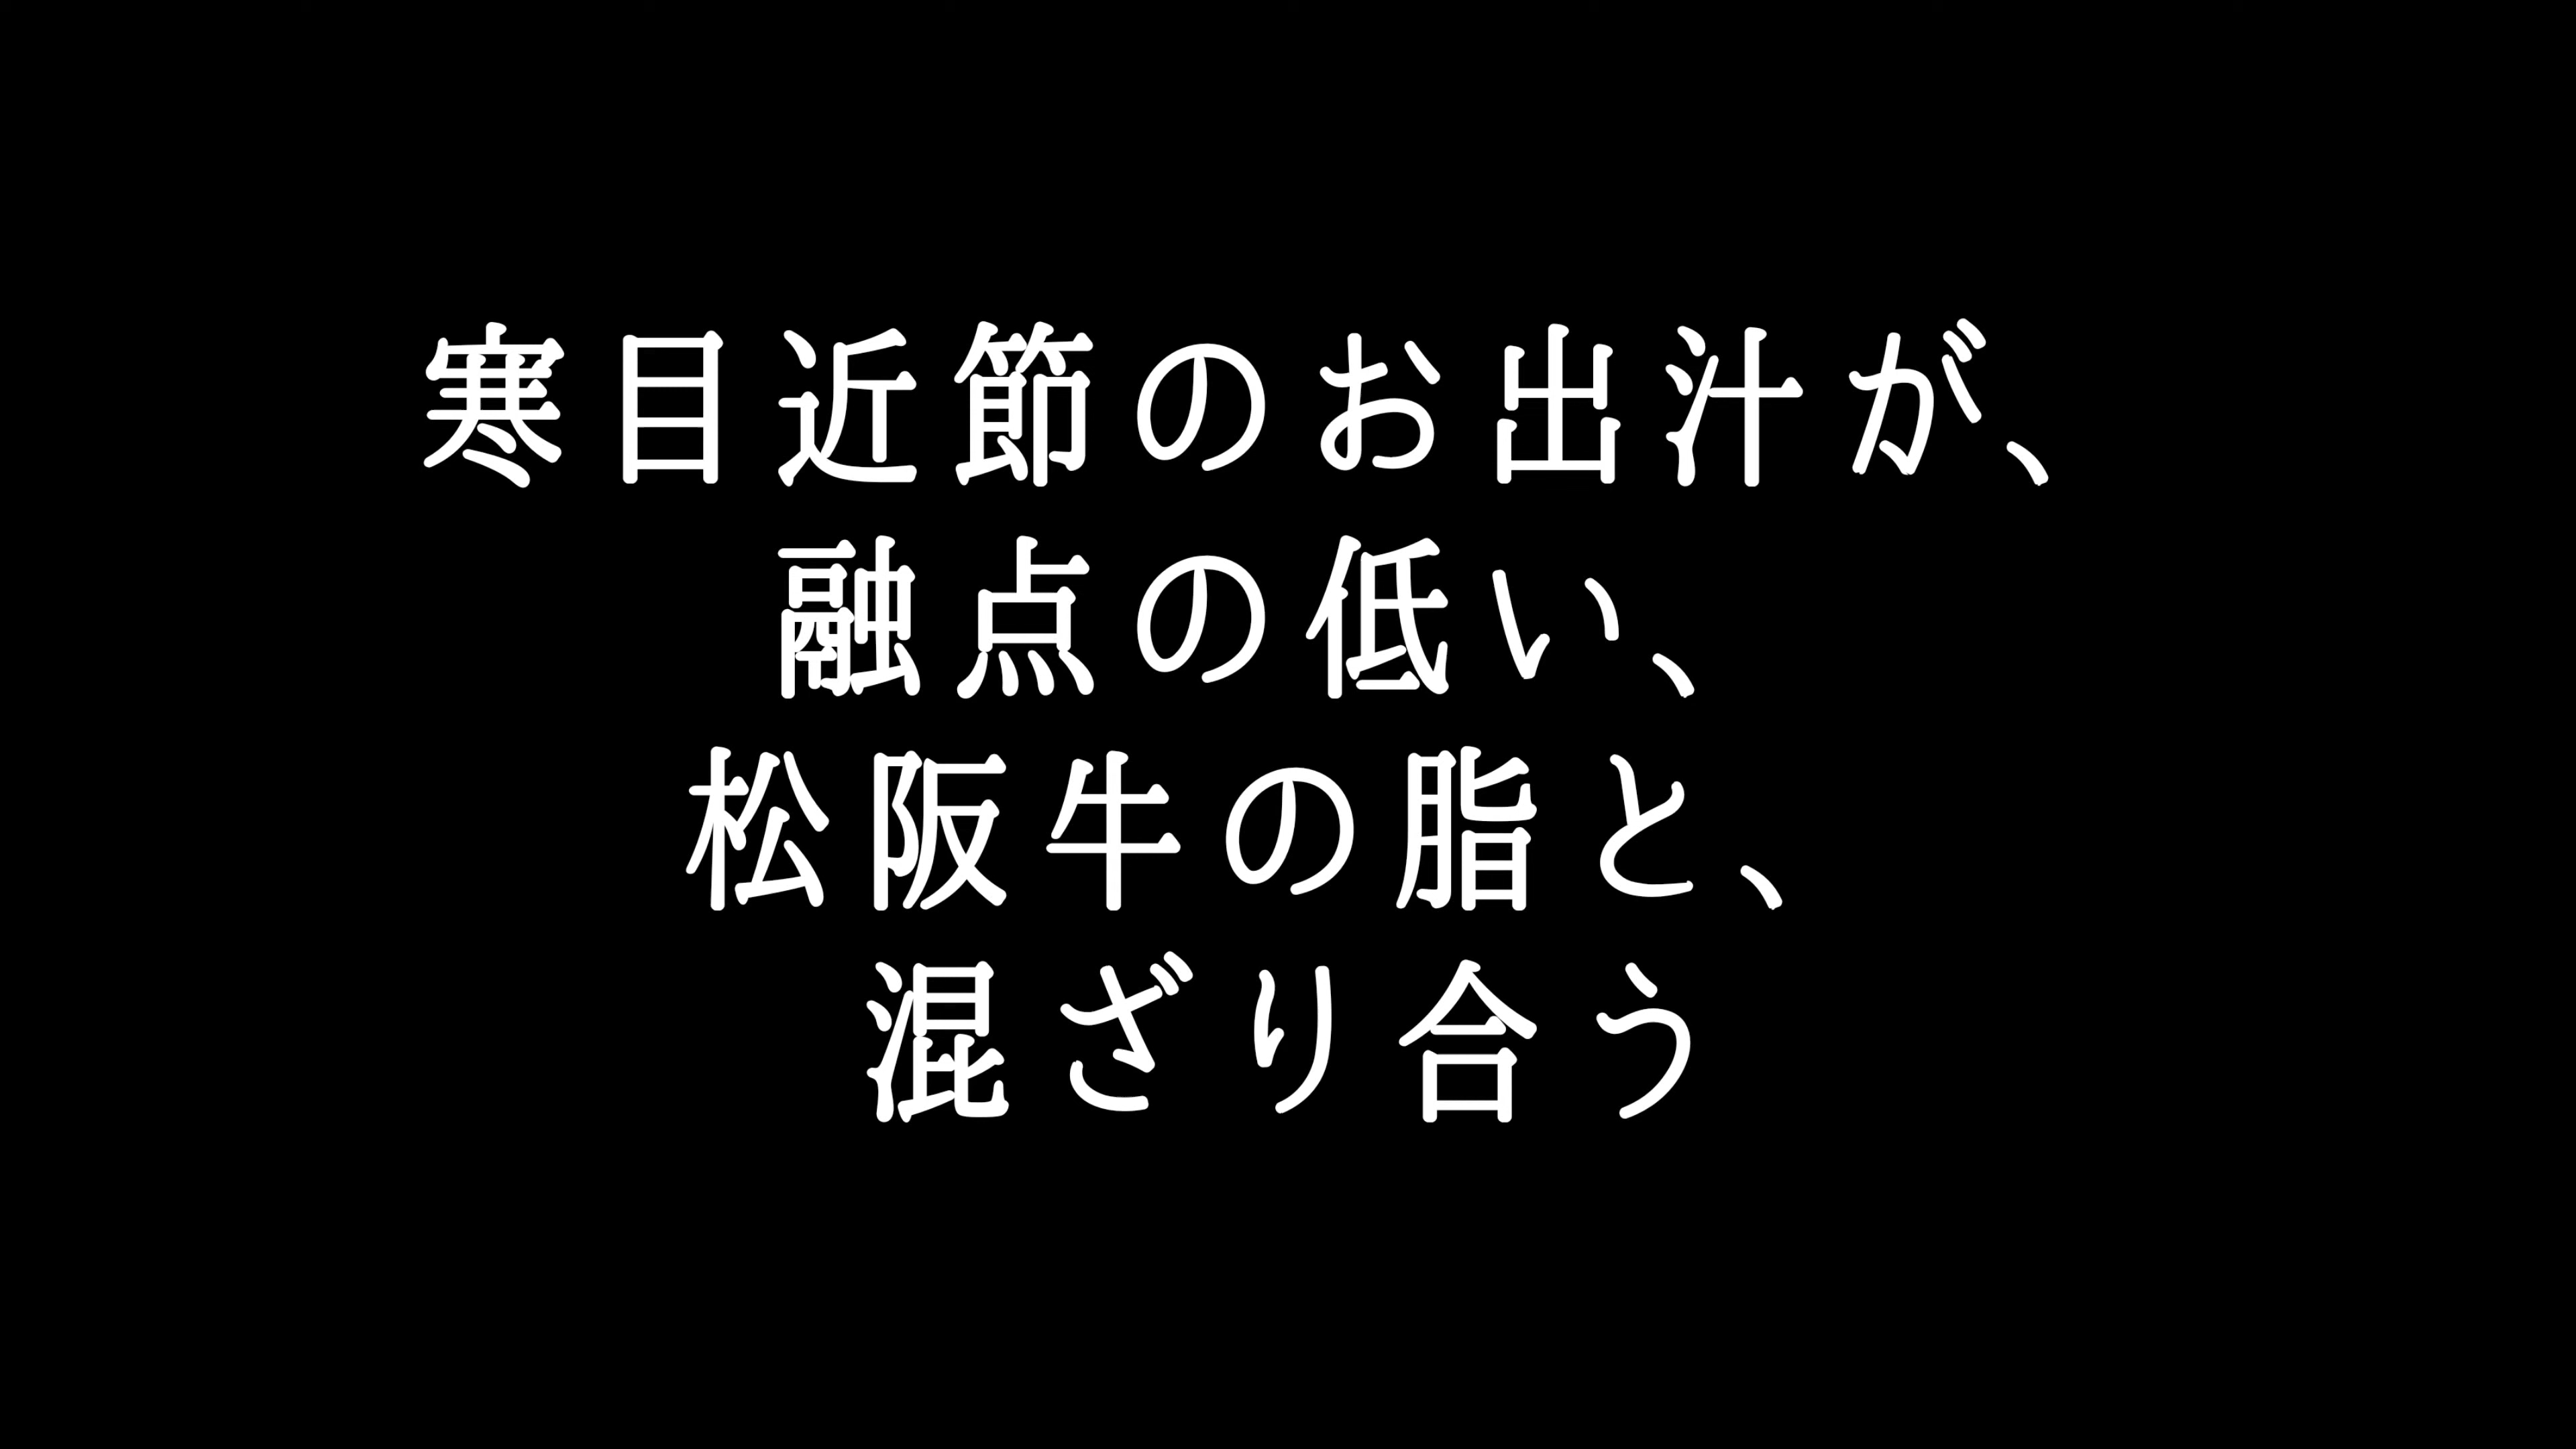 寒目近節のお出汁が、
融点の低い、
松阪牛の脂と、
混ざり合う